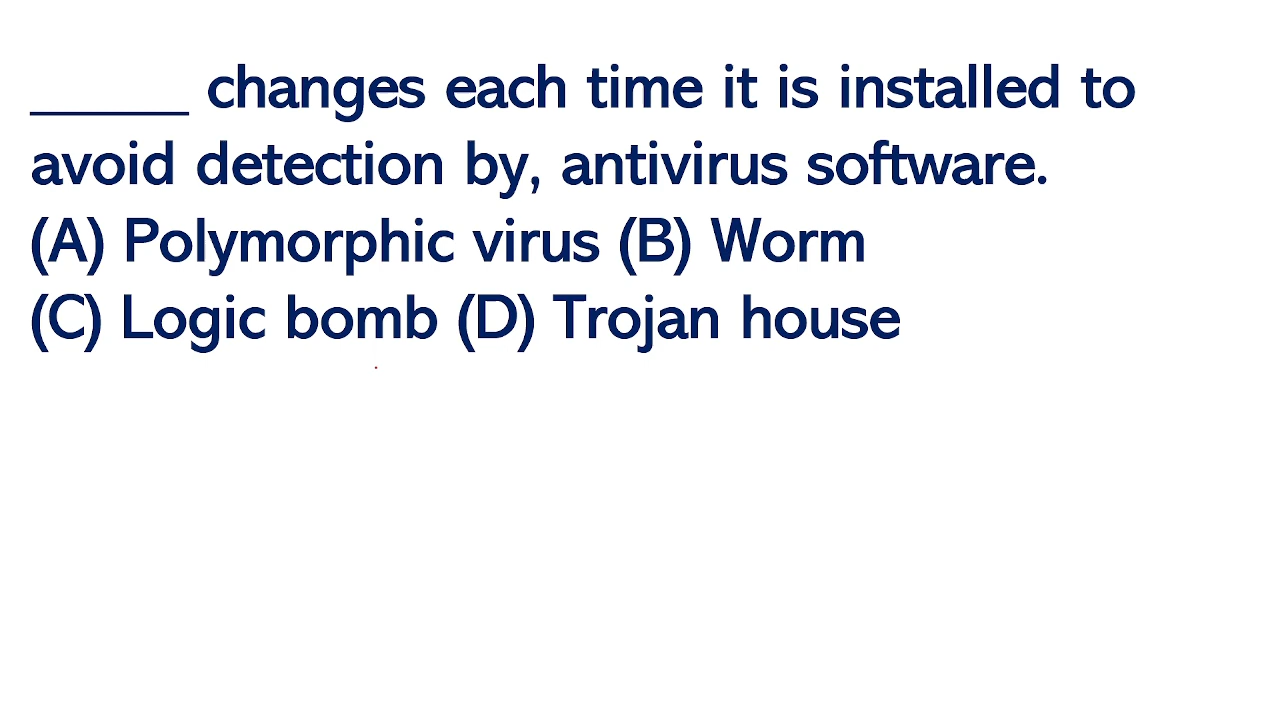 ______ changes each time it is installed to
avoid detection by, antivirus software.
(A) Polymorphic virus (B) Worm
(C) Logic bomb (D) Trojan house